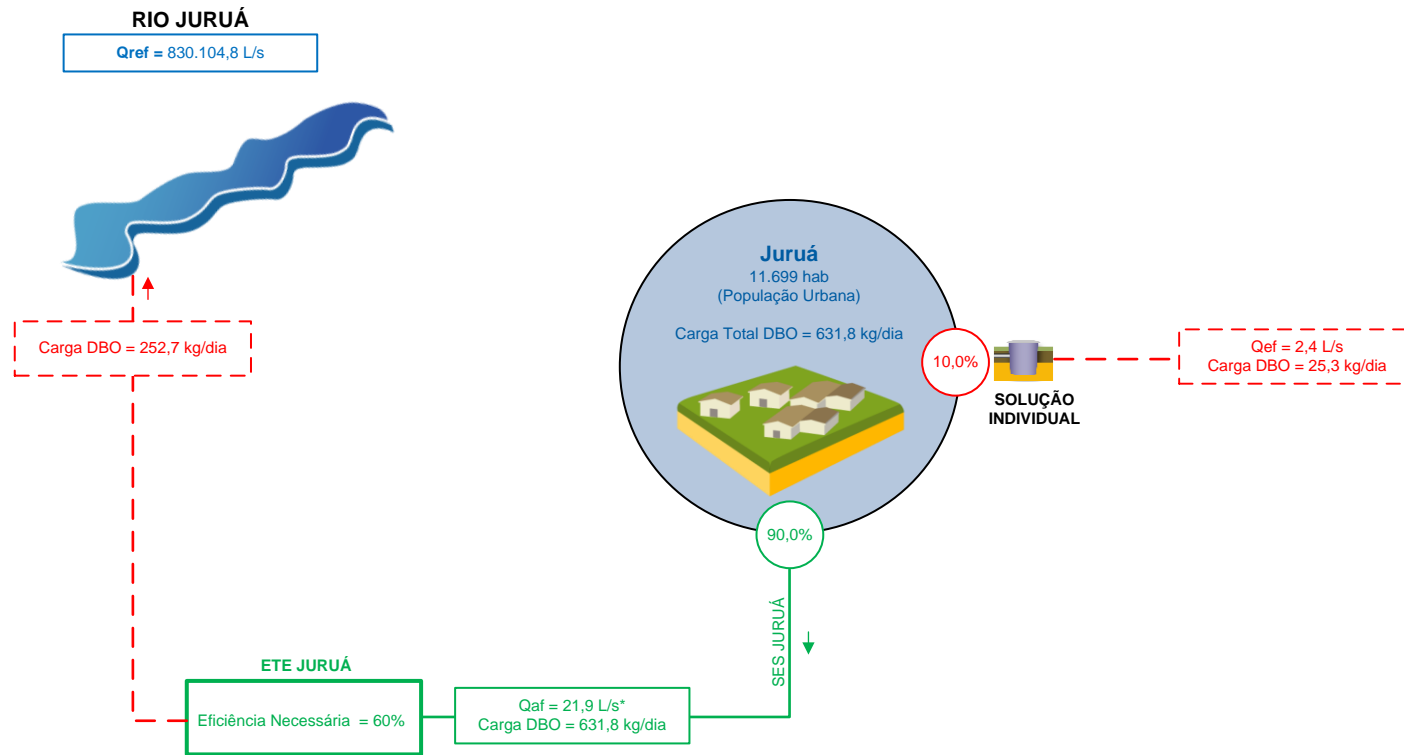 RIO JURUÁ
Qref = 830.104,8 L/s
Juruá
11.699 hab
(População Urbana)
Carga Total DBO = 631,8 kg/dia
Carga DBO = 252,7 kg/dia
10,0%
SOLUÇÃO
INDIVIDUAL
Qef = 2,4 L/s
Carga DBO = 25,3 kg/dia
90,0%
SES JURUÁ
ETE JURUÁ
Eficiência Necessária = 60%
Qaf = 21,9 L/s*
Carga DBO = 631,8 kg/dia